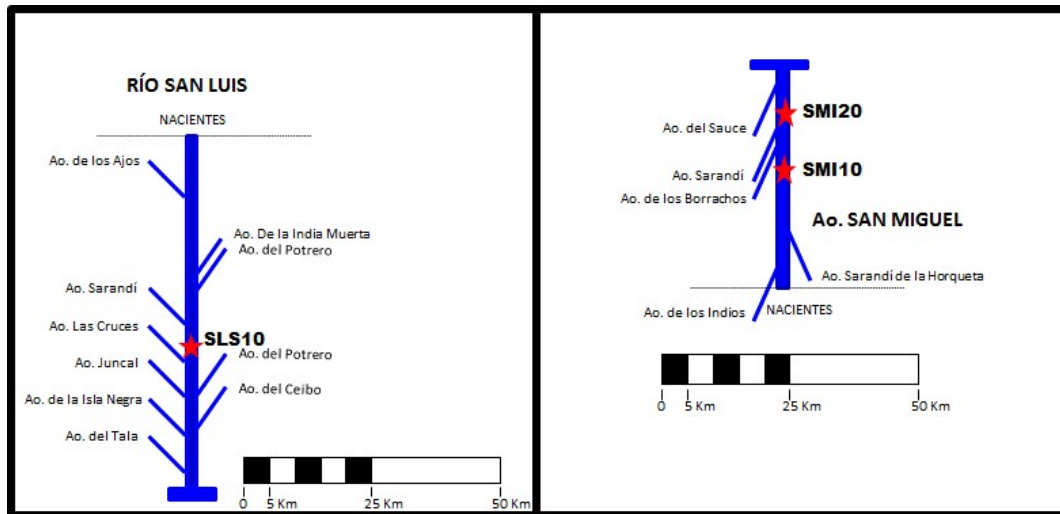 RÍO SAN LUIS
NACIENTES
Ao. de los Ajos
Ao. De la India Muerta
Ao. del Potrero
Ao. Sarandí
Ao. Las Cruces
SLS10
Ao. del Potrero
Ao. Juncal
Ao. del Ceibo
Ao. de la Isla Negra
Ao. del Tala
0 5 Km 25 Km 50 Km
SMI20
Ao. del Sauce
Ao. Sarandí
SMI10
Ao. de los Borrachos
Ao. SAN MIGUEL
Ao. Sarandí de la Horqueta
Ao. de los Indios
NACIENTES
0 5 Km 25 Km 50 Km